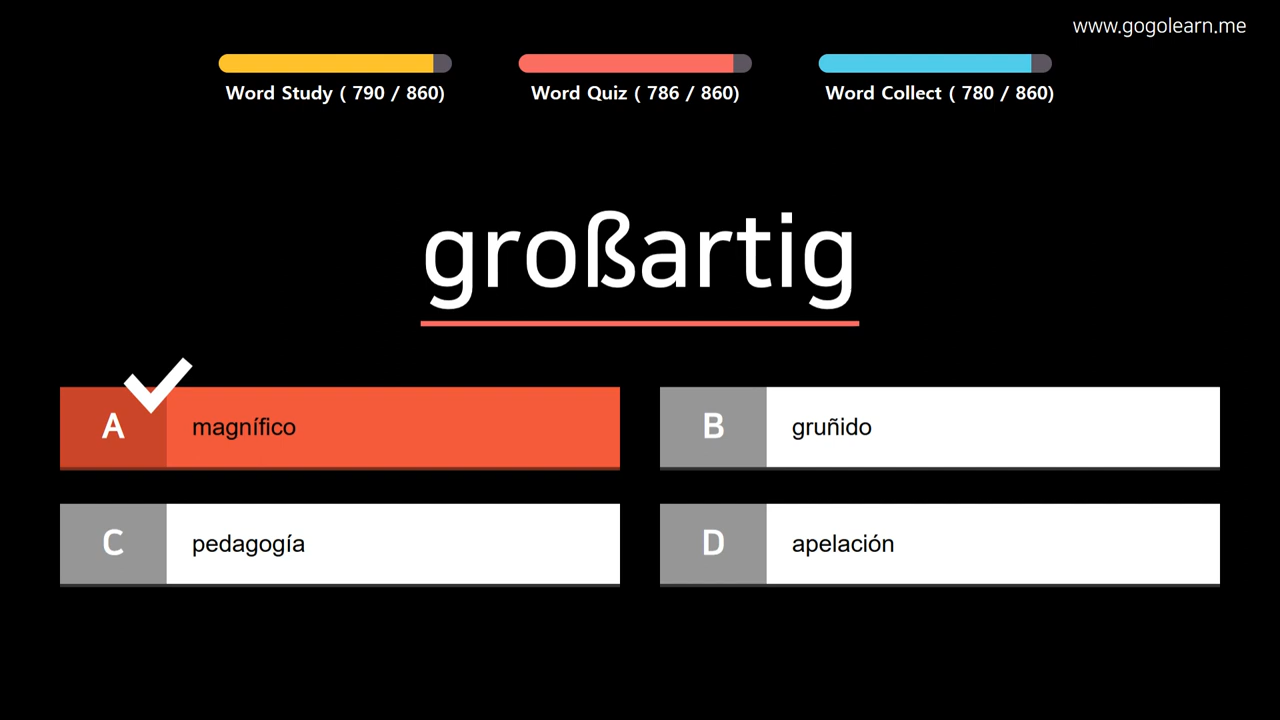 www.gogolearn.me
Word Study ( 790 / 860)
Word Quiz ( 786 / 860)
Word Collect ( 780 / 860)
großartig
A magnífico
B gruñido
C pedagogía
D apelación